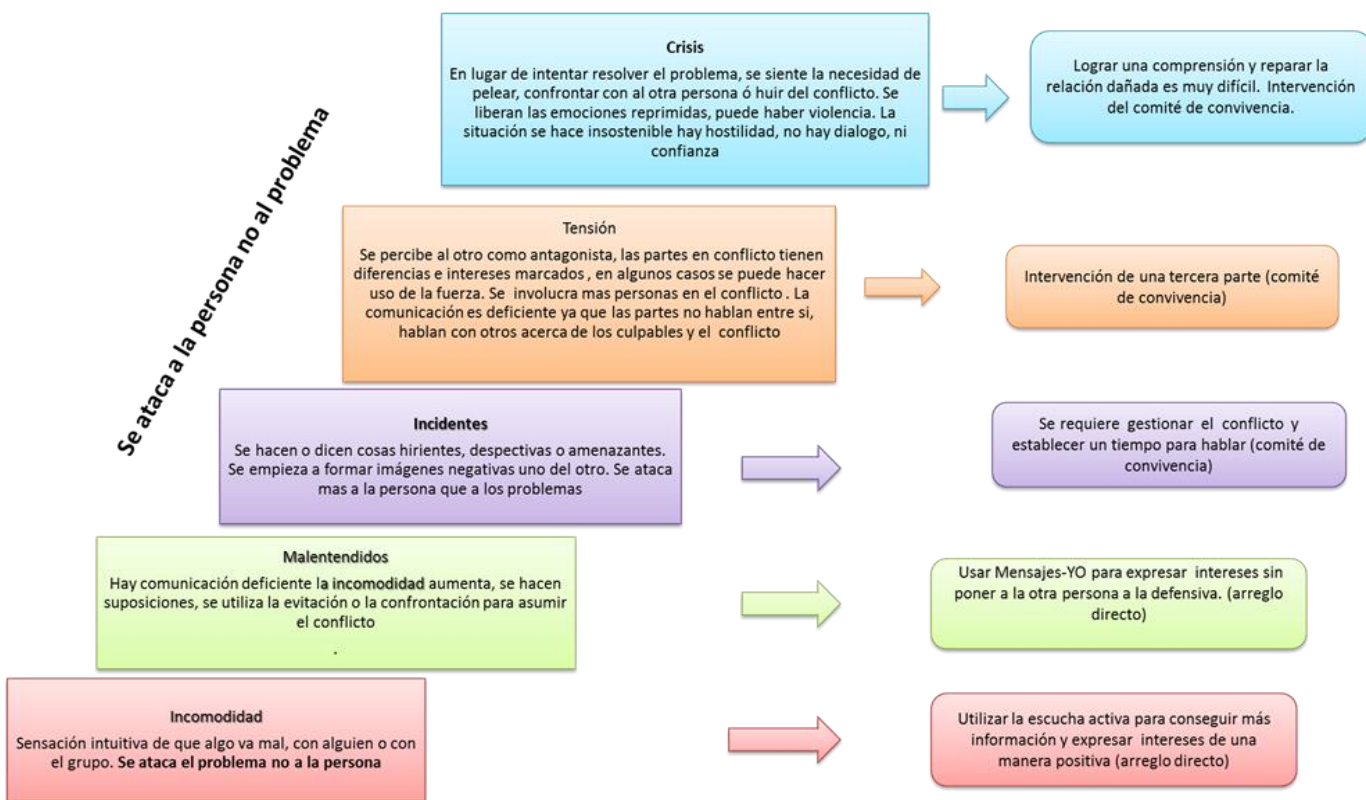 Crisis
En lugar de intentar resolver el problema, se siente la necesidad de
pelear, confrontar con al otra persona ó huir del conflicto. Se
liberan las emociones reprimidas, puede haber violencia. La
situación se hace insostenible hay hostilidad, no hay dialogo, ni
confianza
Lograr una comprensión y reparar la
relación dañada es muy difícil. Intervención
del comité de convivencia.
Se ataca a la persona no al problema
Tensión
Se percibe al otro como antagonista, las partes en conflicto tienen
diferencias e intereses marcados , en algunos casos se puede hacer
uso de la fuerza. Se involucra mas personas en el conflicto . La
comunicación es deficiente ya que las partes no hablan entre si,
hablan con otros acerca de los culpables y el conflicto
Intervención de una tercera parte (comité
de convivencia)
Incidentes
Se hacen o dicen cosas hirientes, despectivas o amenazantes.
Se empieza a formar imágenes negativas uno del otro. Se ataca
mas a la persona que a los problemas
Se requiere gestionar el conflicto y
establecer un tiempo para hablar (comité de
convivencia)
Malentendidos
Hay comunicación deficiente la incomodidad aumenta, se hacen
suposiciones, se utiliza la evitación o la confrontación para asumir
el conflicto
.
Usar Mensajes-YO para expresar intereses sin
poner a la otra persona a la defensiva. (arreglo
directo)
Incomodidad
Sensación intuitiva de que algo va mal, con alguien o con
el grupo. Se ataca el problema no a la persona
Utilizar la escucha activa para conseguir más
información y expresar intereses de una
manera positiva (arreglo directo)